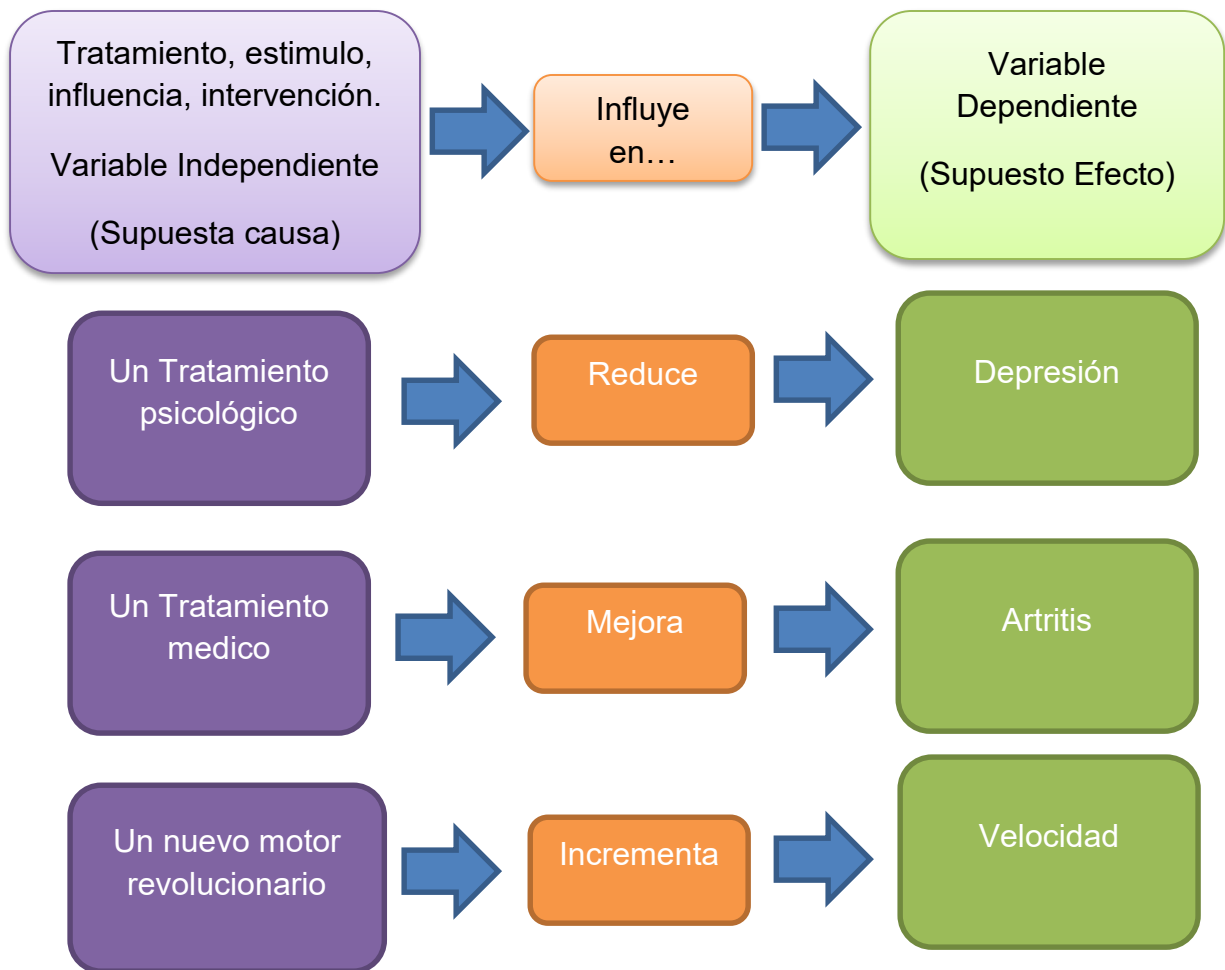 Tratamiento, estimulo,
influencia, intervención.
Variable Independiente
(Supuesta causa)
Influye
en…
Variable
Dependiente
(Supuesto Efecto)
Un Tratamiento
psicológico
Reduce
Depresión
Un Tratamiento
medico
Mejora
Artritis
Un nuevo motor
revolucionario
Incrementa
Velocidad